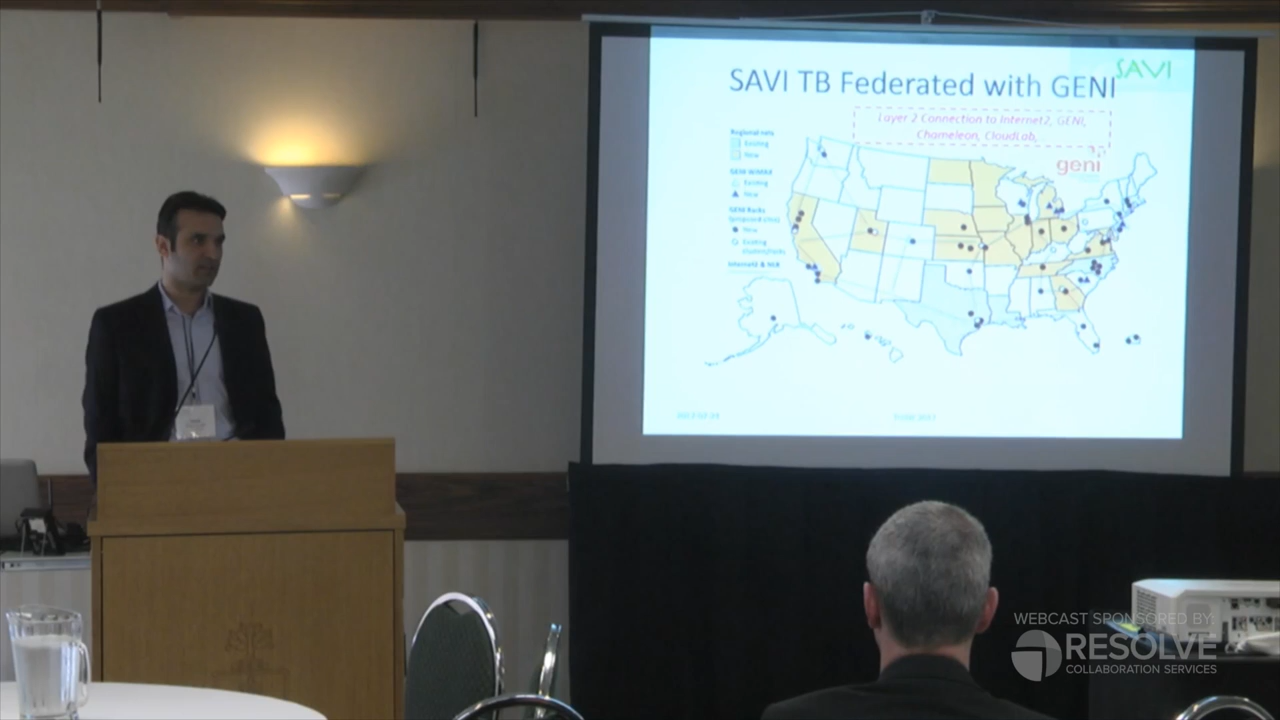 SAVI
SAVI TB Federated with GENI
Layer 2 Connection to Internet2, GENI,
Chameleon, CloudLab,
geni
Regional nets
Existing
New
GENI WiMAX
Existing
New
GENI Racks
New
Existing
Internet2 & NLR
WEBCAST SPONSORED BY:
RESOLVE
COLLABORATION SERVICES